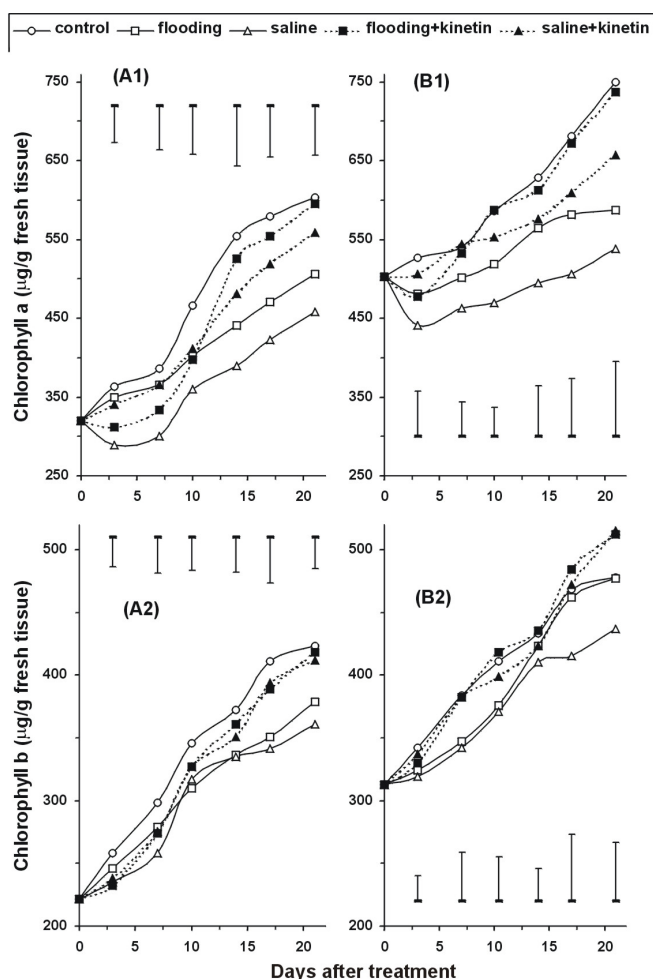 control flooding saline flooding+kinetin saline+kinetin
(A1)
(B1)
Chlorophyll a (µg/g fresh tissue)
750
650
550
450
350
250
0 5 10 15 20
750
650
550
450
350
250
0 5 10 15 20
(A2)
(B2)
Chlorophyll b (µg/g fresh tissue)
500
400
300
200
0 5 10 15 20
500
400
300
200
0 5 10 15 20
Days after treatment